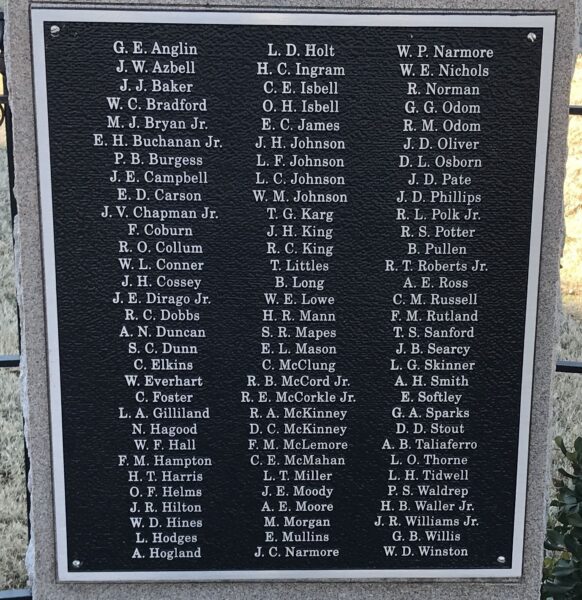 G. E. Anglin
J. W. Azbell
J. J. Baker
W. C. Bradford
M. J. Bryan Jr.
E. H. Buchanan Jr.
P. B. Burgess
J. E. Campbell
E. D. Carson
J. V. Chapman Jr.
F. Coburn
R. O. Collum
W. L. Conner
J. H. Cossey
J. E. Dirago Jr.
R. C. Dobbs
A. N. Duncan
S. C. Dunn
C. Elkins
W. Everhart
C. Foster
L. A. Gilliland
N. Hagood
W. F. Hall
F. M. Hampton
H. T. Harris
O. F. Helms
J. R. Hilton
W. D. Hines
L. Hodges
A. Hogland
L. D. Holt
H. C. Ingram
C. E. Isbell
O. H. Isbell
E. C. James
J. H. Johnson
L. F. Johnson
L. C. Johnson
W. M. Johnson
T. G. Karg
J. H. King
R. C. King
T. Littles
B. Long
W. E. Lowe
H. R. Mann
S. R. Mapes
E. L. Mason
C. McClung
R. B. McCord Jr.
R. E. McCorkle Jr.
R. A. McKinney
D. C. McKinney
F. M. McLemore
C. E. McMahan
L. T. Miller
J. E. Moody
A. E. Moore
M. Morgan
E. Mullins
J. C. Narmore
W. P. Narmore
W. E. Nichols
R. Norman
G. G. Odom
R. M. Odom
J. D. Oliver
D. L. Osborn
J. D. Pate
J. D. Phillips
R. L. Polk Jr.
R. S. Potter
B. Pullen
R. T. Roberts Jr.
A. E. Ross
C. M. Russell
F. M. Rutland
T. S. Sanford
J. B. Searcy
L. G. Skinner
A. H. Smith
E. Softley
G. A. Sparks
D. D. Stout
A. B. Taliaferro
L. O. Thorne
L. H. Tidwell
P. S. Waldrep
H. B. Waller Jr.
J. R. Williams Jr.
G. B. Willis
W. D. Winston